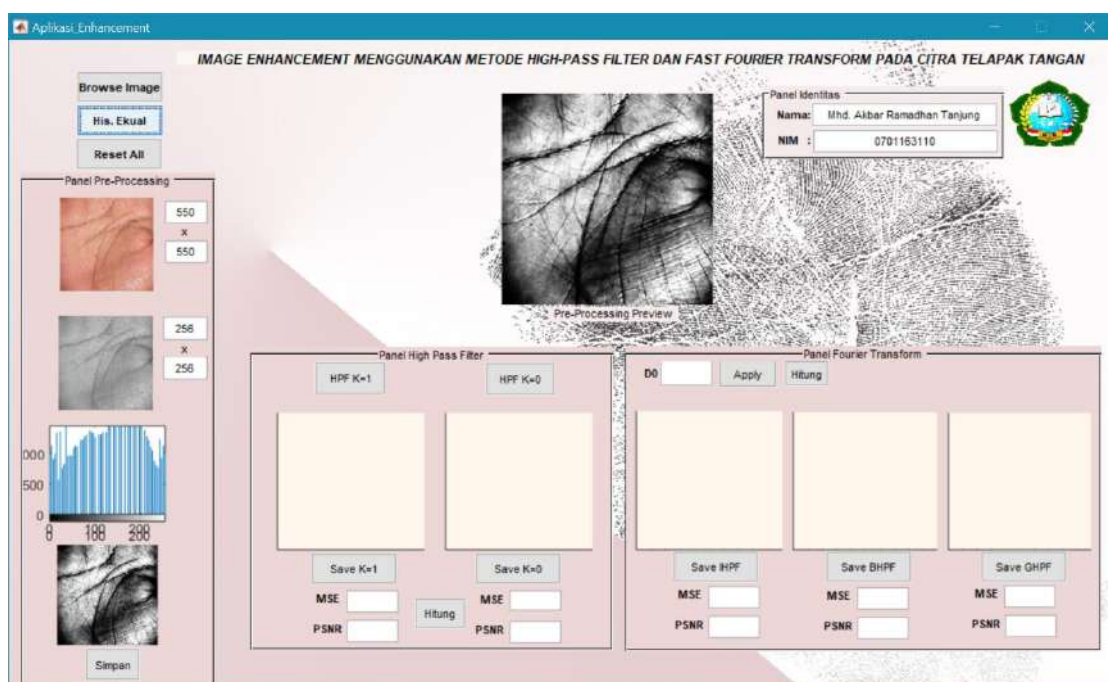 Aplikasi_Enhancement
IMAGE ENHANCEMENT MENGGUNAKAN METODE HIGH-PASS FILTER DAN FAST FOURIER TRANSFORM PADA CITRA TELAPAK TANGAN
Browse Image
His. Ekual
Reset All
Panel Identitas
Nama: Mhd. Akbar Ramadhan Tanjung
NIM : 0701163110
Panel Pre-Processing
550
x
550
256
x
256
000
500
0
0 100 200
Simpan
Pre-Processing Preview
Panel High Pass Filter
HPF K=1 HPF K=0
Save K=1 Save K=0
MSE MSE
Hitung
PSNR PSNR
Panel Fourier Transform
D0 Apply Hitung
Save IHPF Save BHPF Save GHPF
MSE MSE MSE
PSNR PSNR PSNR